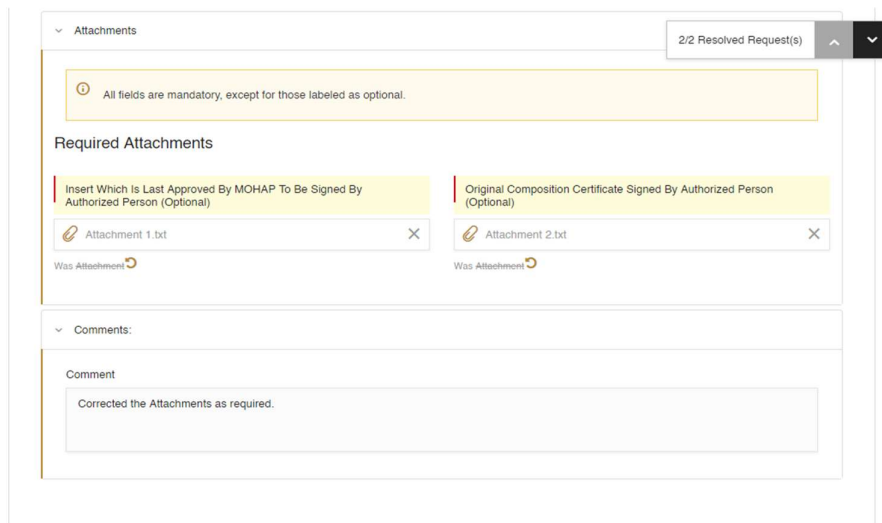 Attachments
2/2 Resolved Request(s)
All fields are mandatory, except for those labeled as optional.
Required Attachments
Insert Which Is Last Approved By MOHAP To Be Signed By
Authorized Person (Optional)
Original Composition Certificate Signed By Authorized Person
(Optional)
Attachment 1.txt
Attachment 2.txt
Was Attachment
Was Attachment
Comments:
Comment
Corrected the Attachments as required.